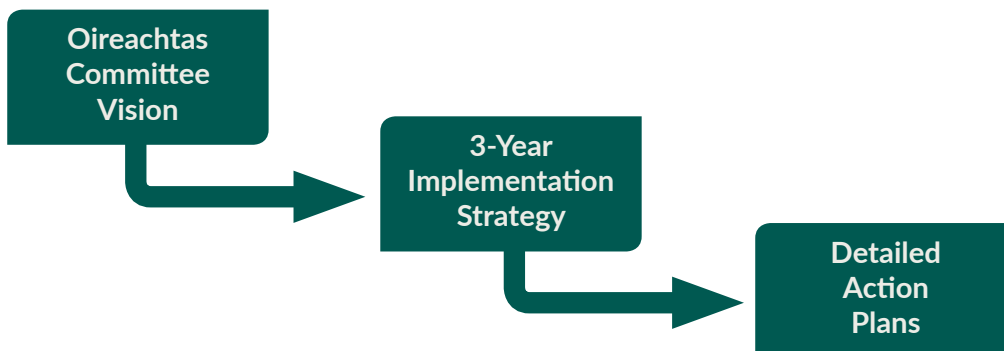 Oireachtas
Committee
Vision
3-Year
Implementation
Strategy
Detailed
Action
Plans